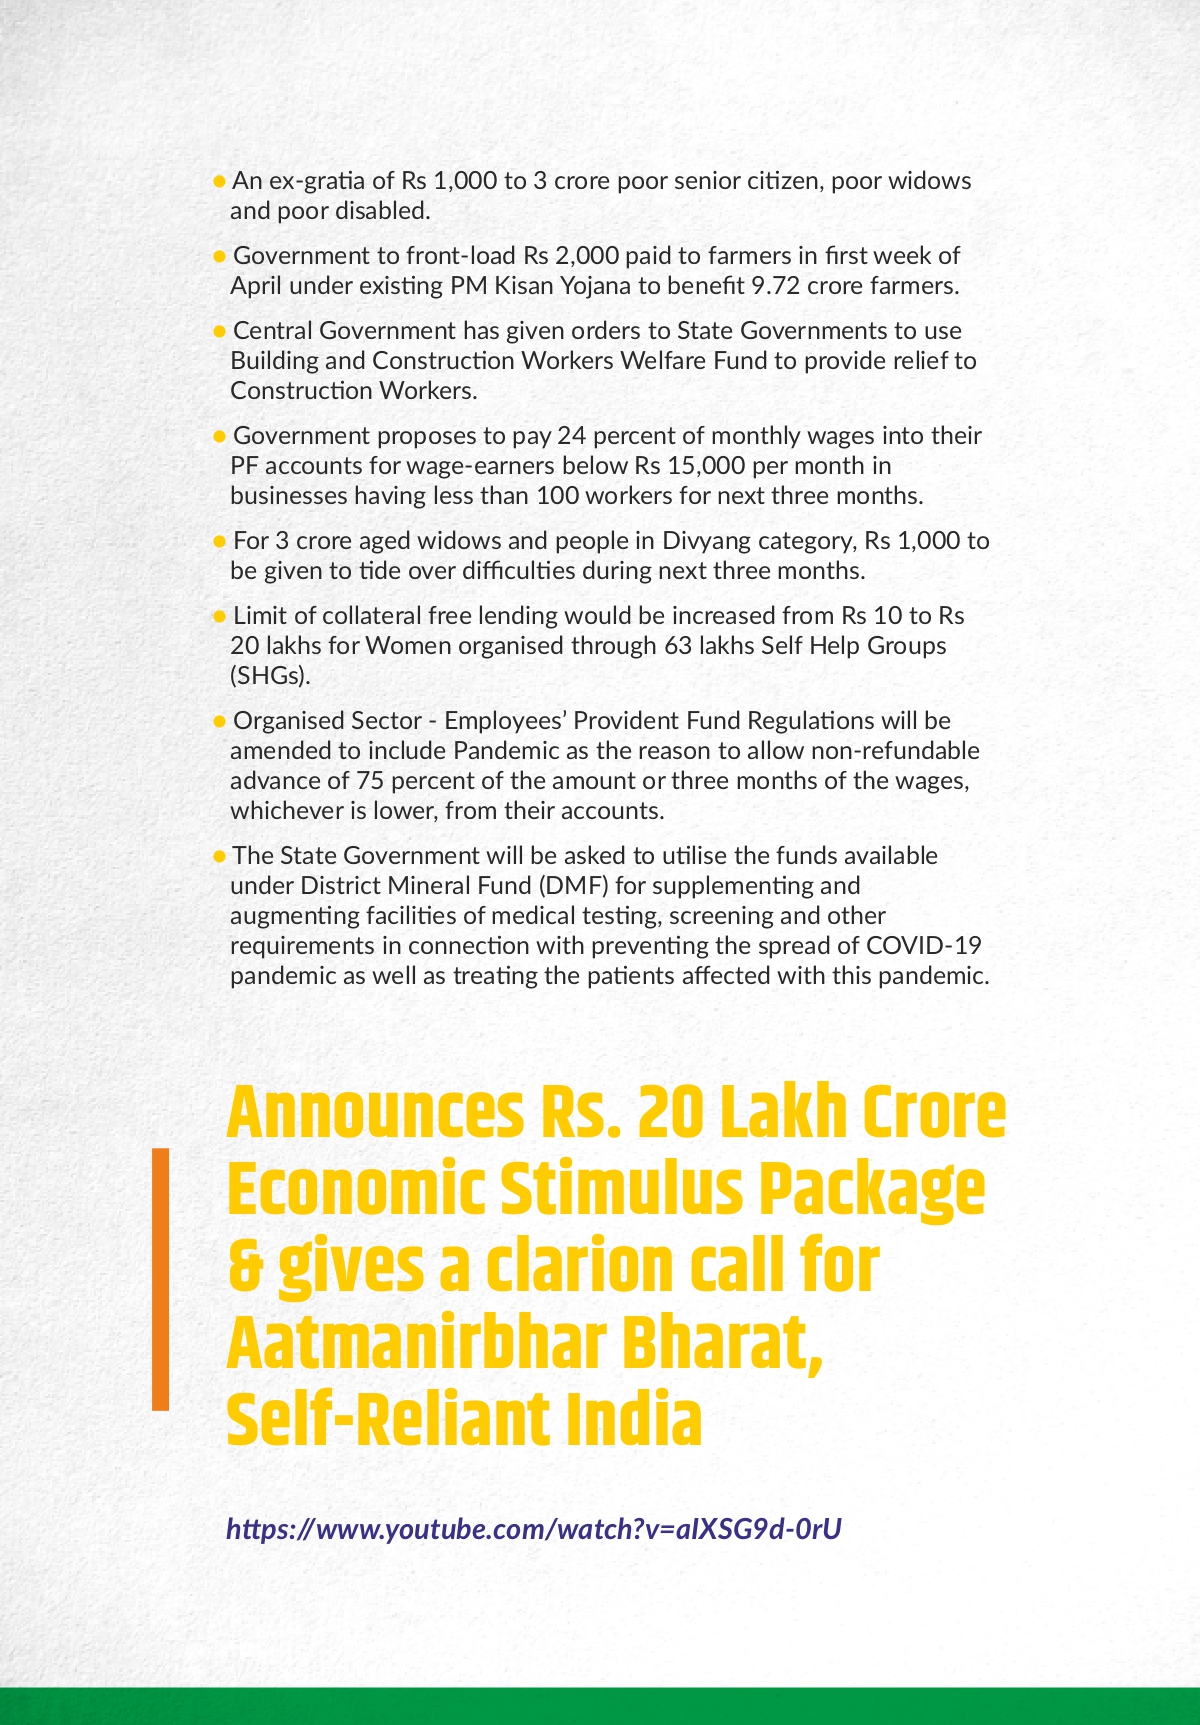 • An ex-gratia of Rs 1,000 to 3 crore poor senior citizen, poor widows
and poor disabled.
• Government to front-load Rs 2,000 paid to farmers in first week of
April under existing PM Kisan Yojana to benefit 9.72 crore farmers.
• Central Government has given orders to State Governments to use
Building and Construction Workers Welfare Fund to provide relief to
Construction Workers.
• Government proposes to pay 24 percent of monthly wages into their
PF accounts for wage-earners below Rs 15,000 per month in
businesses having less than 100 workers for next three months.
• For 3 crore aged widows and people in Divyang category, Rs 1,000 to
be given to tide over difficulties during next three months.
• Limit of collateral free lending would be increased from Rs 10 to Rs
20 lakhs for Women organised through 63 lakhs Self Help Groups
(SHGs).
• Organised Sector - Employees’ Provident Fund Regulations will be
amended to include Pandemic as the reason to allow non-refundable
advance of 75 percent of the amount or three months of the wages,
whichever is lower, from their accounts.
• The State Government will be asked to utilise the funds available
under District Mineral Fund (DMF) for supplementing and
augmenting facilities of medical testing, screening and other
requirements in connection with preventing the spread of COVID-19
pandemic as well as treating the patients affected with this pandemic.
Announces Rs. 20 Lakh Crore
Economic Stimulus Package
& gives a clarion call for
Aatmanirbhar Bharat,
Self-Reliant India
https://www.youtube.com/watch?v=aIXSG9d-0rU